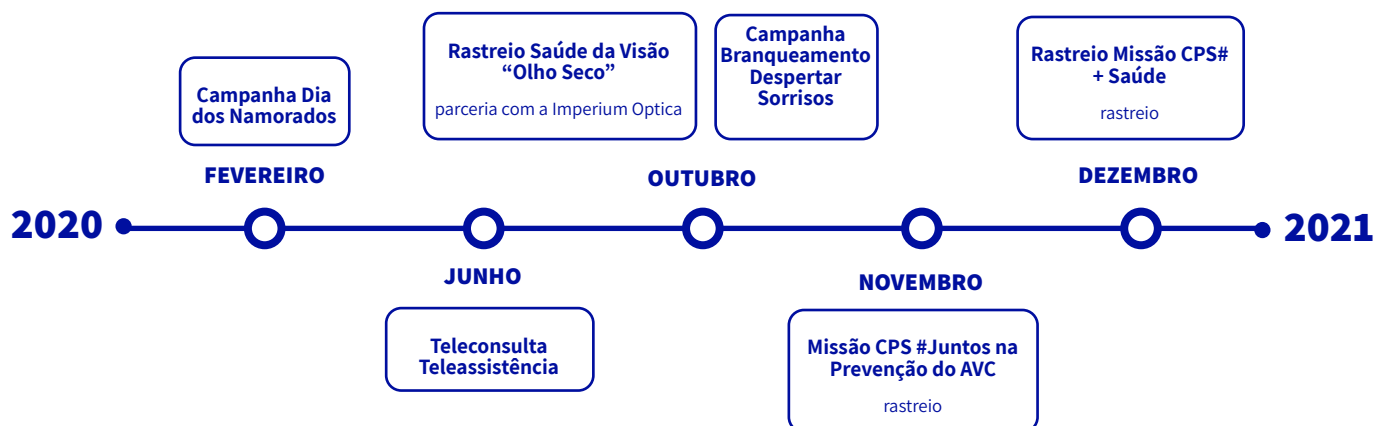 Campanha Dia
dos Namorados
FEVEREIRO
Rastreio Saúde da Visão
“Olho Seco”
parceria com a Imperium Optica
Campanha
Branqueamento
Despertar
Sorrisos
OUTUBRO
Rastreio Missão CPS#
+ Saúde
rastreio
DEZEMBRO
2020
2021
JUNHO
Teleconsulta
Teleassistência
NOVEMBRO
Missão CPS #Juntos na
Prevenção do AVC
rastreio